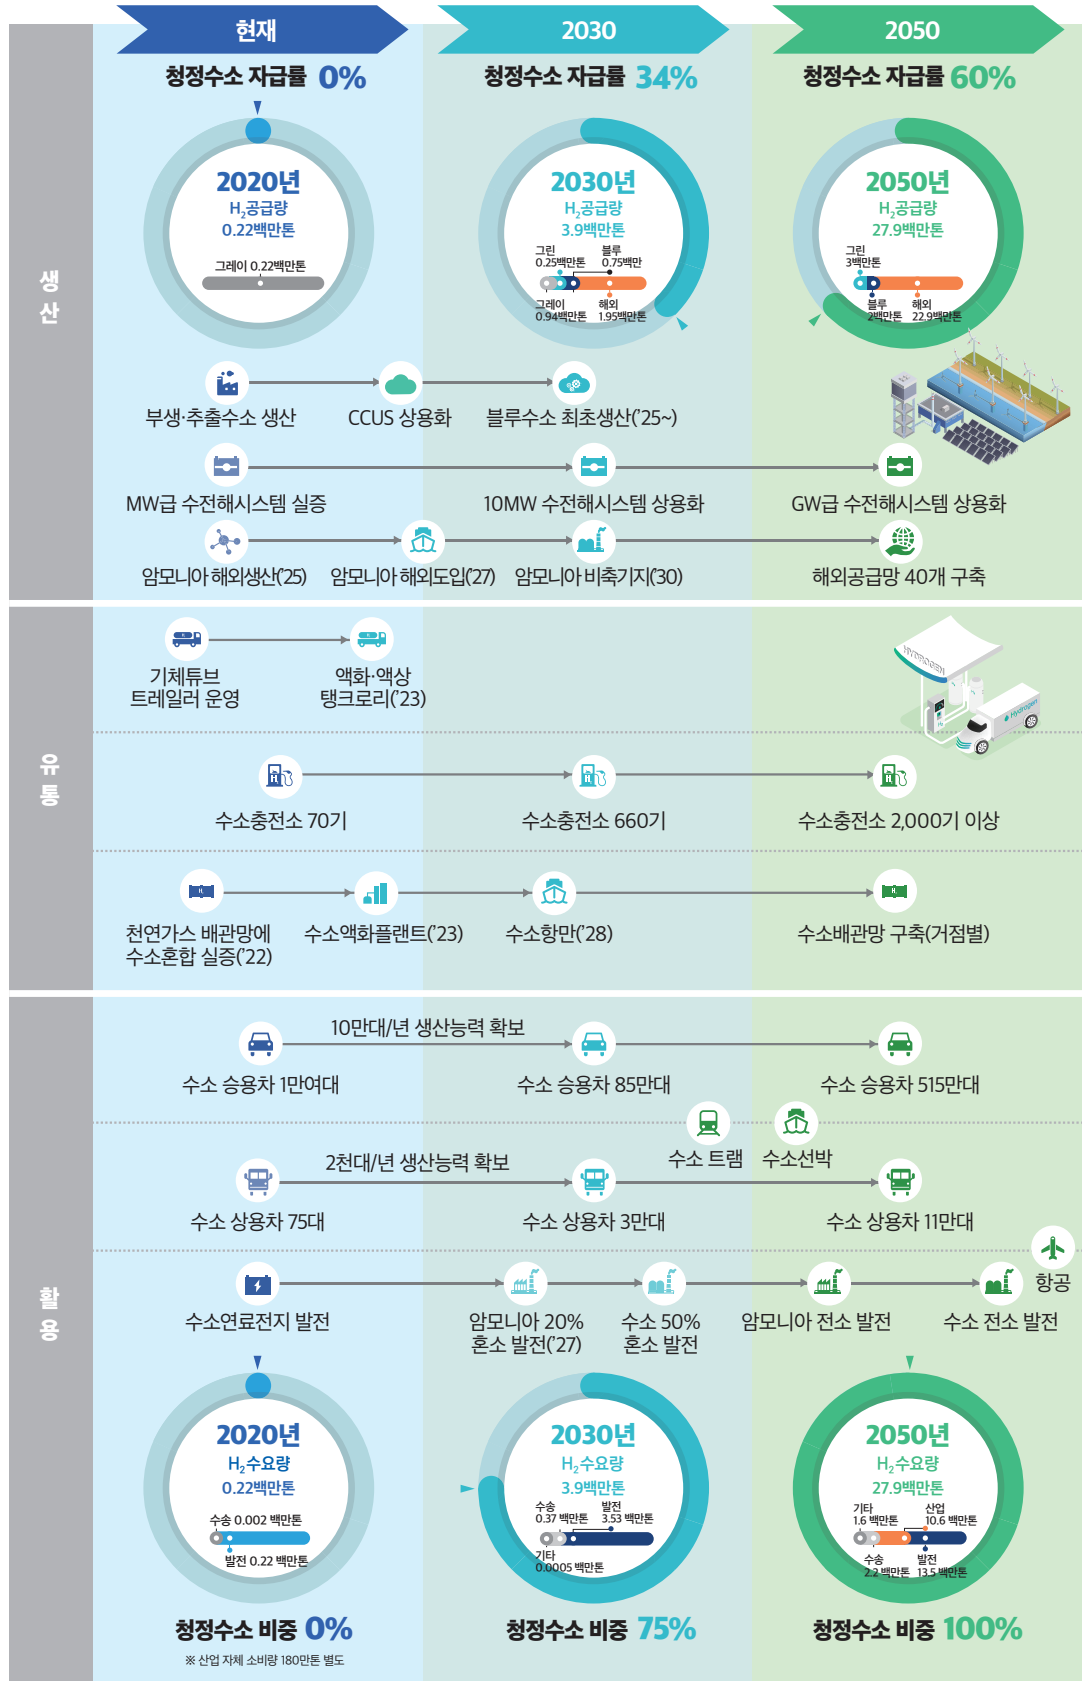 현재
2030
2050
청정수소 자급률 0%
청정수소 자급률 34%
청정수소 자급률 60%
생산
2020년
H₂공급량
0.22백만톤
그레이 0.22백만톤
2030년
H₂공급량
3.9백만톤
그린
0.25백만톤
블루
0.75백만
그레이
0.94백만톤
해외
1.95백만톤
2050년
H₂공급량
27.9백만톤
그린
3백만톤
블루
2백만톤
해외
22.9백만톤
부생·추출수소 생산
CCUS 상용화
블루수소 최초생산('25~)
MW급 수전해시스템 실증
10MW 수전해시스템 상용화
GW급 수전해시스템 상용화
암모니아 해외생산('25)
암모니아 해외도입('27)
암모니아 비축기지('30)
해외공급망 40개 구축
유통
기체튜브
트레일러 운영
액화·액상
탱크로리('23)
HYDROGEN
Hydrogen
수소충전소 70기
수소충전소 660기
수소충전소 2,000기 이상
천연가스 배관망에
수소혼합 실증('22)
수소액화플랜트('23)
수소항만('28)
수소배관망 구축(거점별)
활용
10만대/년 생산능력 확보
수소 승용차 1만여대
수소 승용차 85만대
수소 승용차 515만대
수소 트램
수소선박
2천대/년 생산능력 확보
수소 상용차 75대
수소 상용차 3만대
수소 상용차 11만대
항공
수소연료전지 발전
암모니아 20%
혼소 발전('27)
수소 50%
혼소 발전
암모니아 전소 발전
수소 전소 발전
2020년
H₂수요량
0.22백만톤
수송 0.002 백만톤
발전 0.22 백만톤
2030년
H₂수요량
3.9백만톤
수송
0.37 백만톤
발전
3.53 백만톤
기타
0.0005 백만톤
2050년
H₂수요량
27.9백만톤
기타
1.6 백만톤
산업
10.6 백만톤
수송
2.2 백만톤
발전
13.5 백만톤
청정수소 비중 0%
청정수소 비중 75%
청정수소 비중 100%
※ 산업 자체 소비량 180만톤 별도